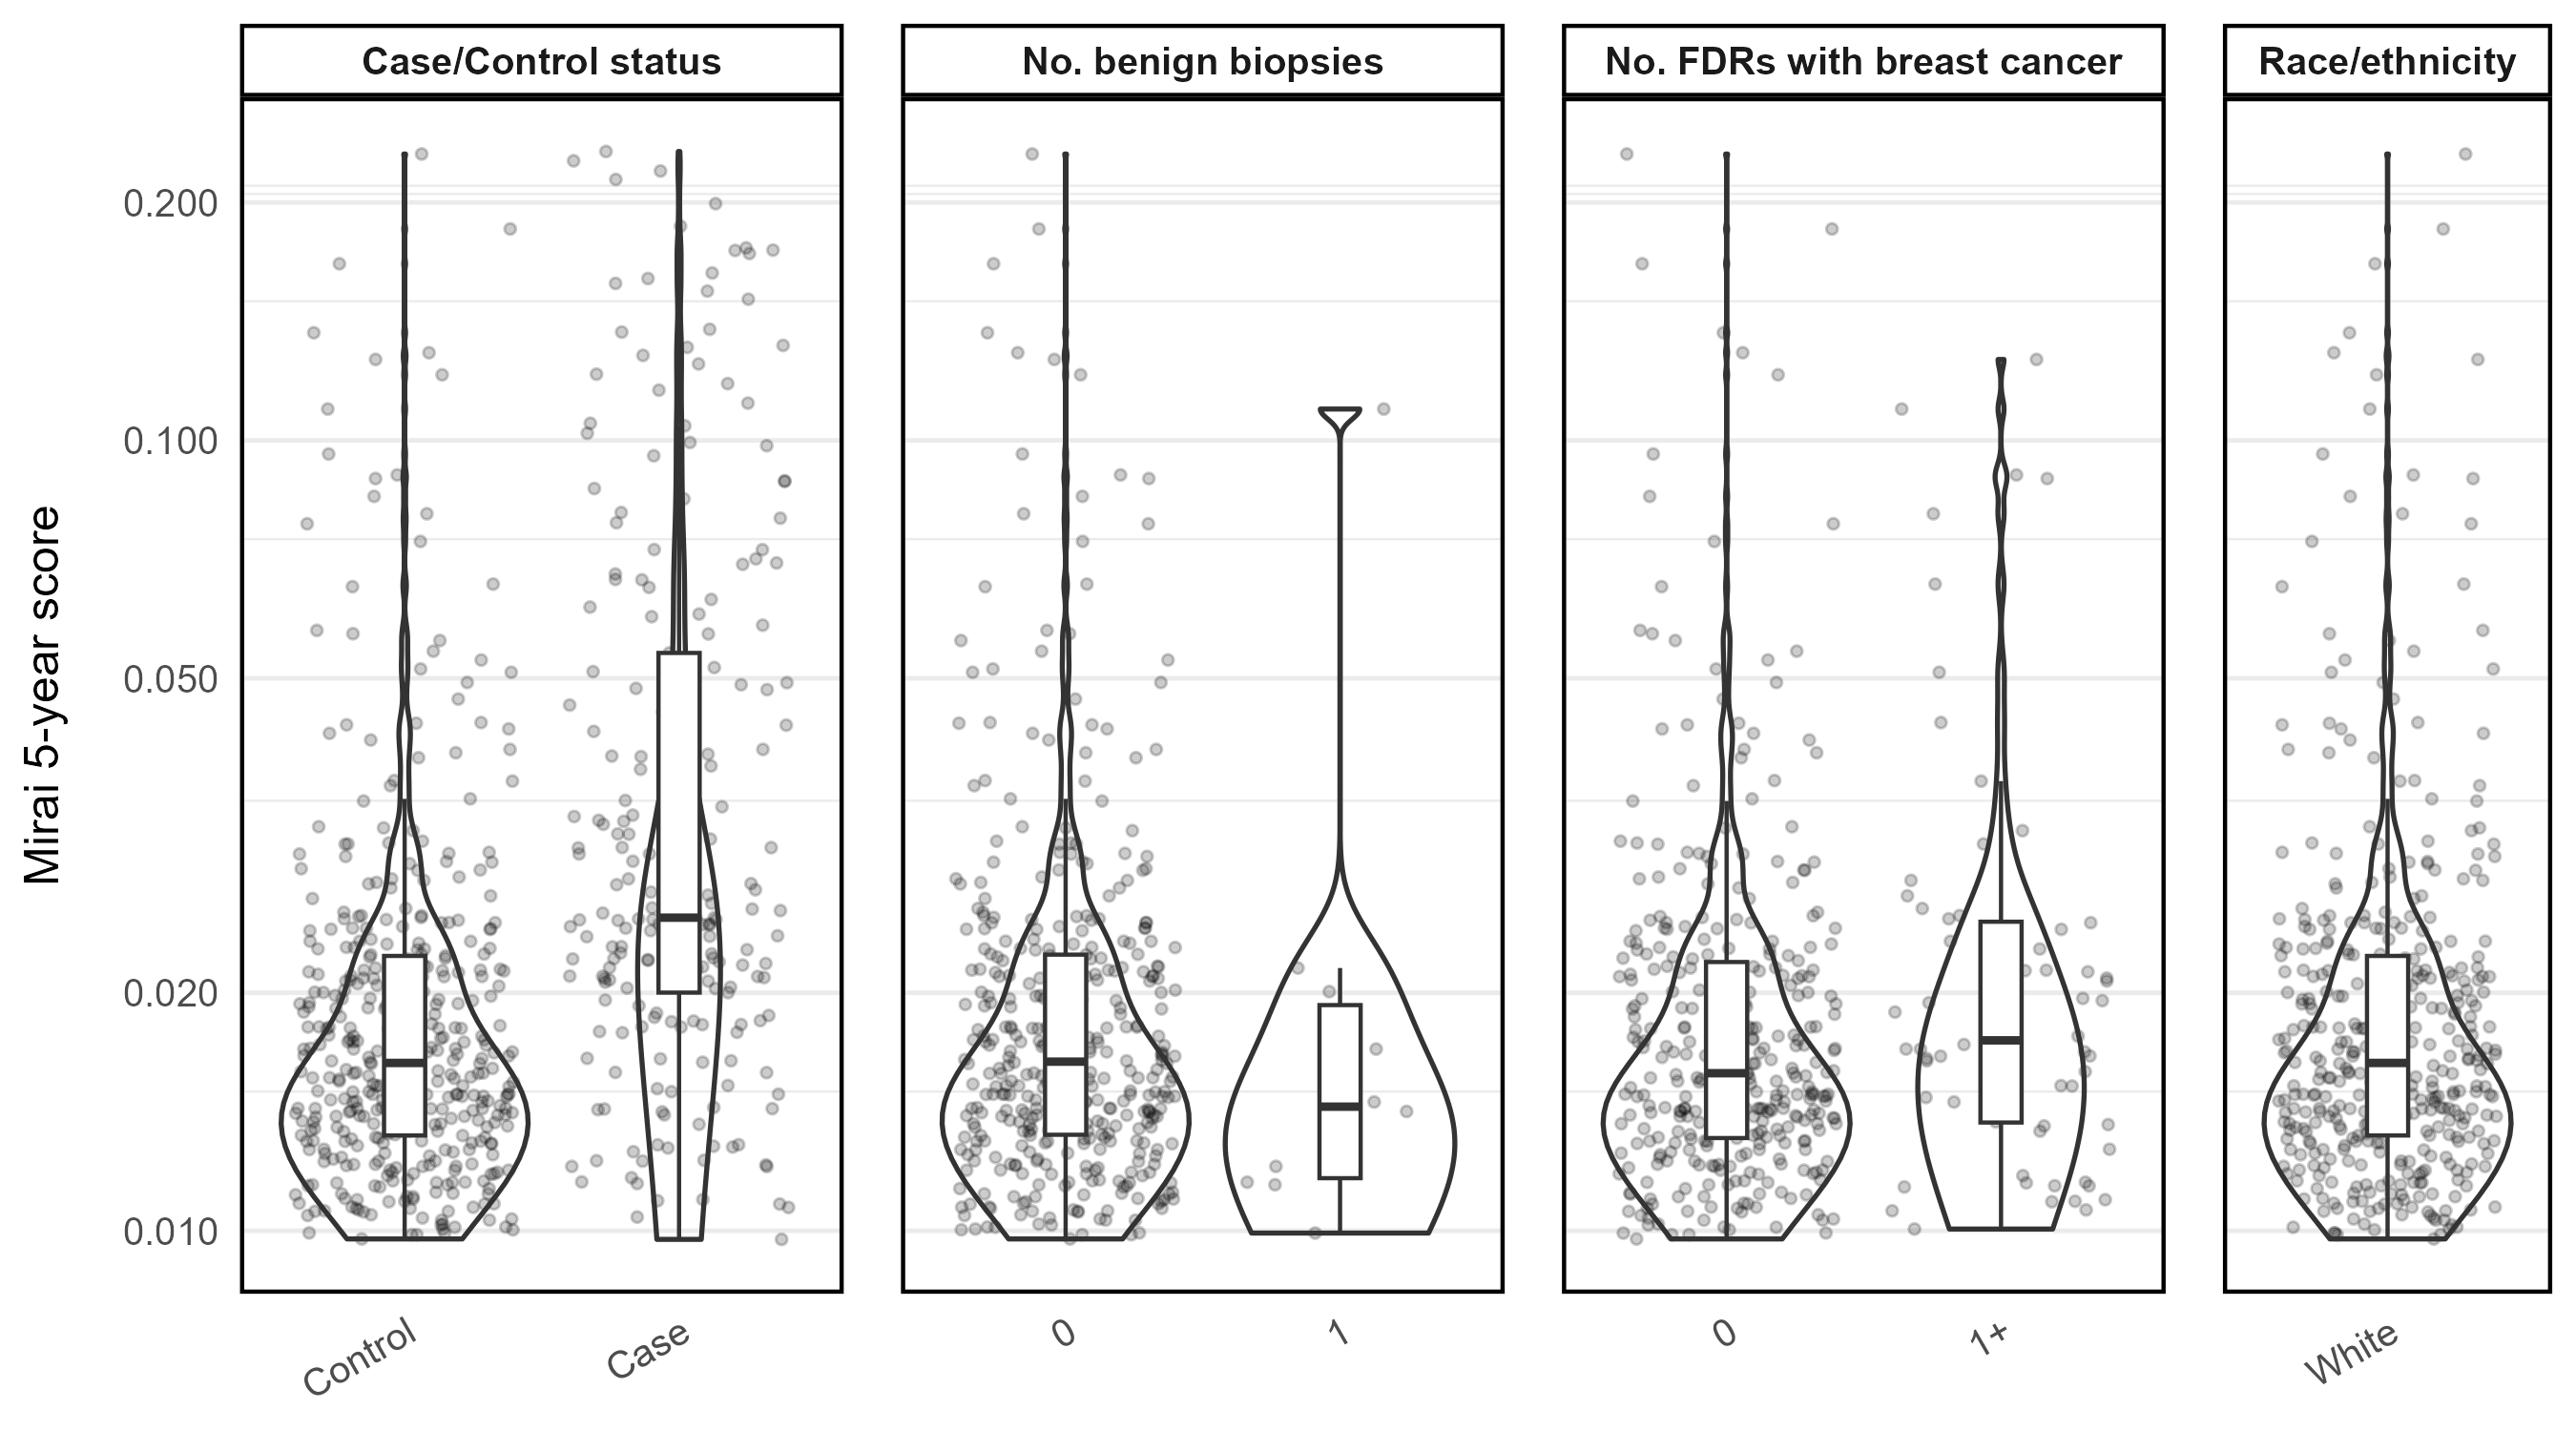 Case/Control status
No. benign biopsies
No. FDRs with breast cancer
Race/ethnicity
Mirai 5-year score
0.200
0.100
0.050
0.020
0.010
Control
Case
0
1
0
1+
White